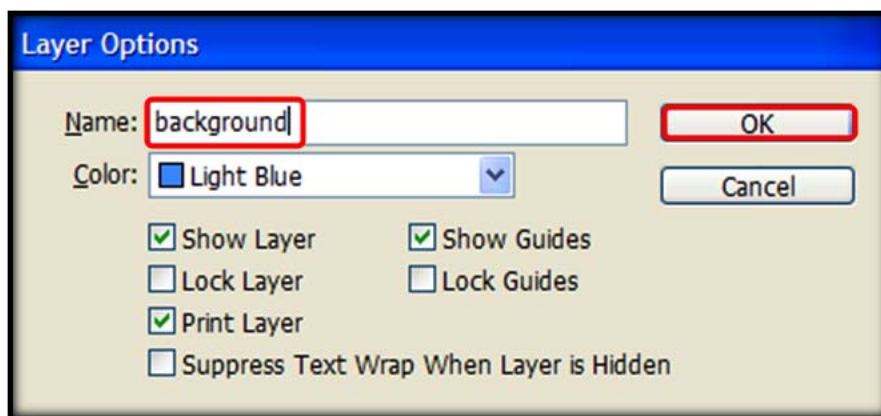 Layer Options
Name: background OK
Color: Light Blue Cancel
Show Layer Show Guides
Lock Layer Lock Guides
Print Layer
Suppress Text Wrap When Layer is Hidden